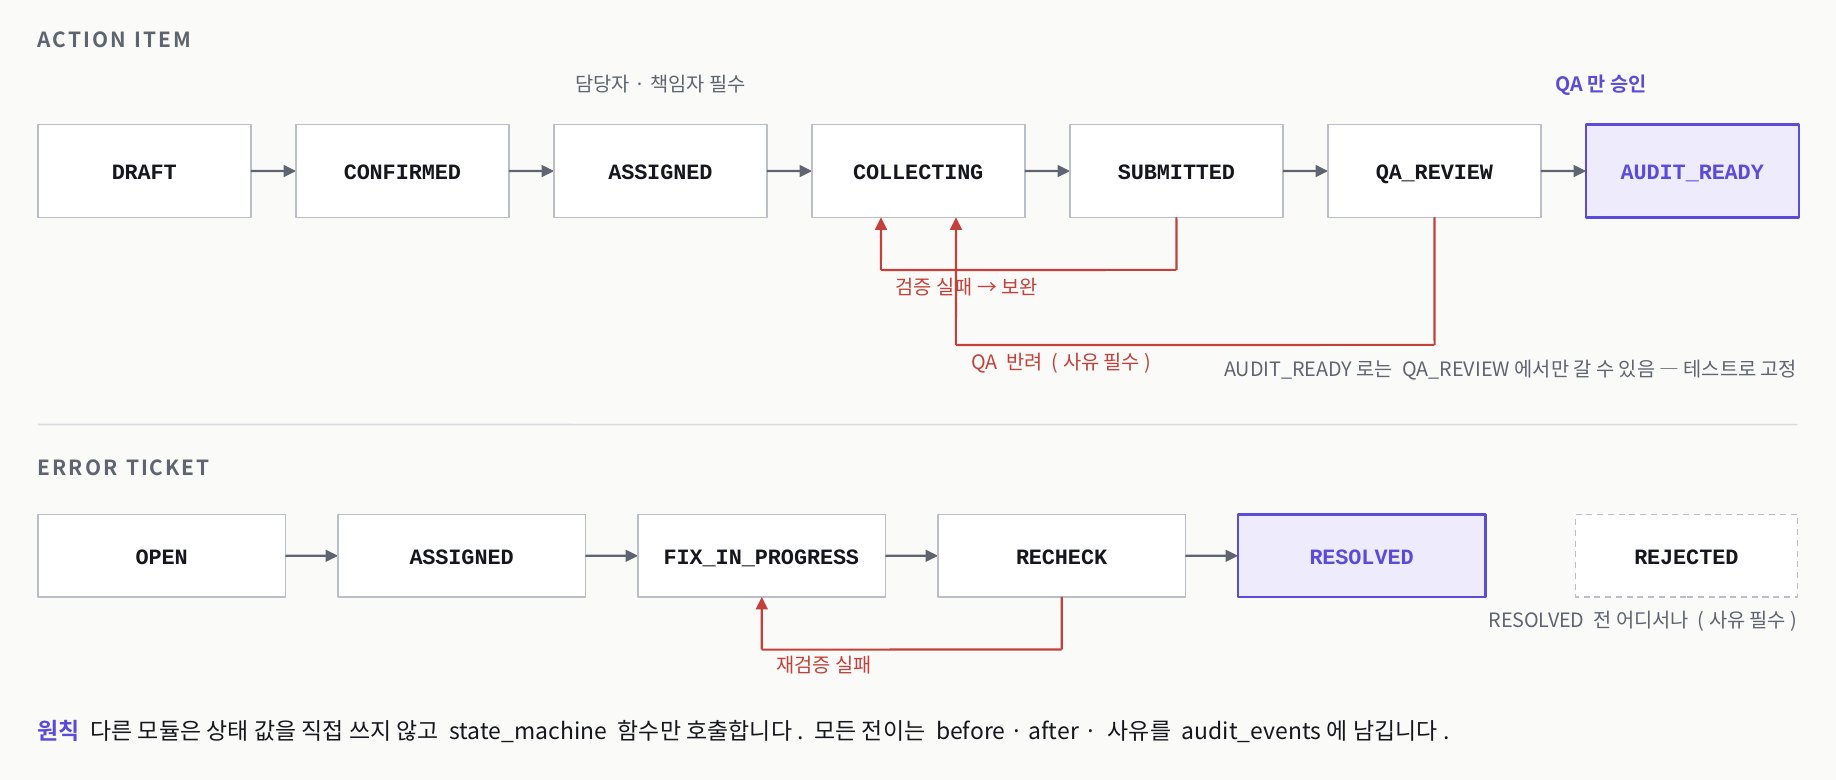 ACTION ITEM
담당자 · 책임자 필수
QA 만 승인
DRAFT
CONFIRMED
ASSIGNED
COLLECTING
SUBMITTED
QA_REVIEW
AUDIT_READY
검증 실패 → 보완
QA 반려 ( 사유 필수 )
AUDIT_READY 로는 QA_REVIEW 에서만 갈 수 있음 — 테스트로 고정
ERROR TICKET
OPEN
ASSIGNED
FIX_IN_PROGRESS
RECHECK
RESOLVED
REJECTED
RESOLVED 전 어디서나 ( 사유 필수 )
재검증 실패
원칙 다른 모듈은 상태 값을 직접 쓰지 않고 state_machine 함수만 호출합니다 . 모든 전이는 before · after · 사유를 audit_events 에 남깁니다 .